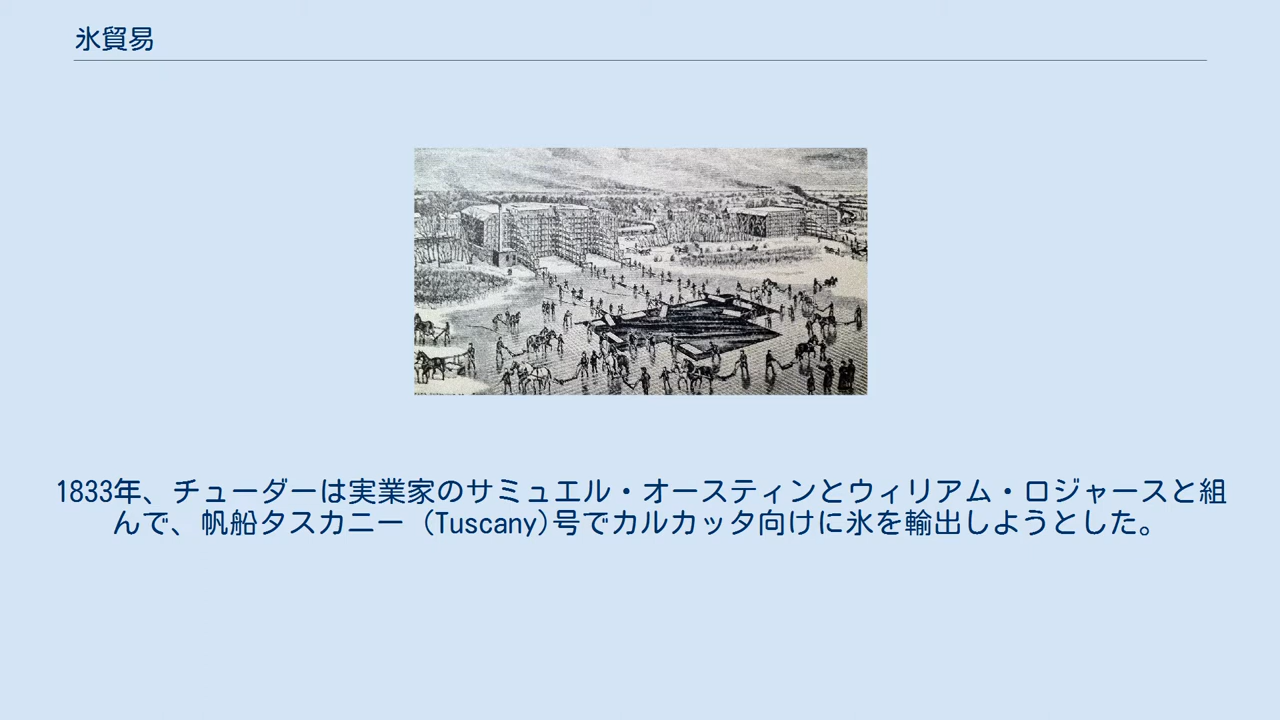 氷貿易
1833年、チューダーは実業家のサミュエル・オースティンとウィリアム・ロジャースと組
んで、帆船タスカニー (Tuscany)号でカルカッタ向けに氷を輸出しようとした。